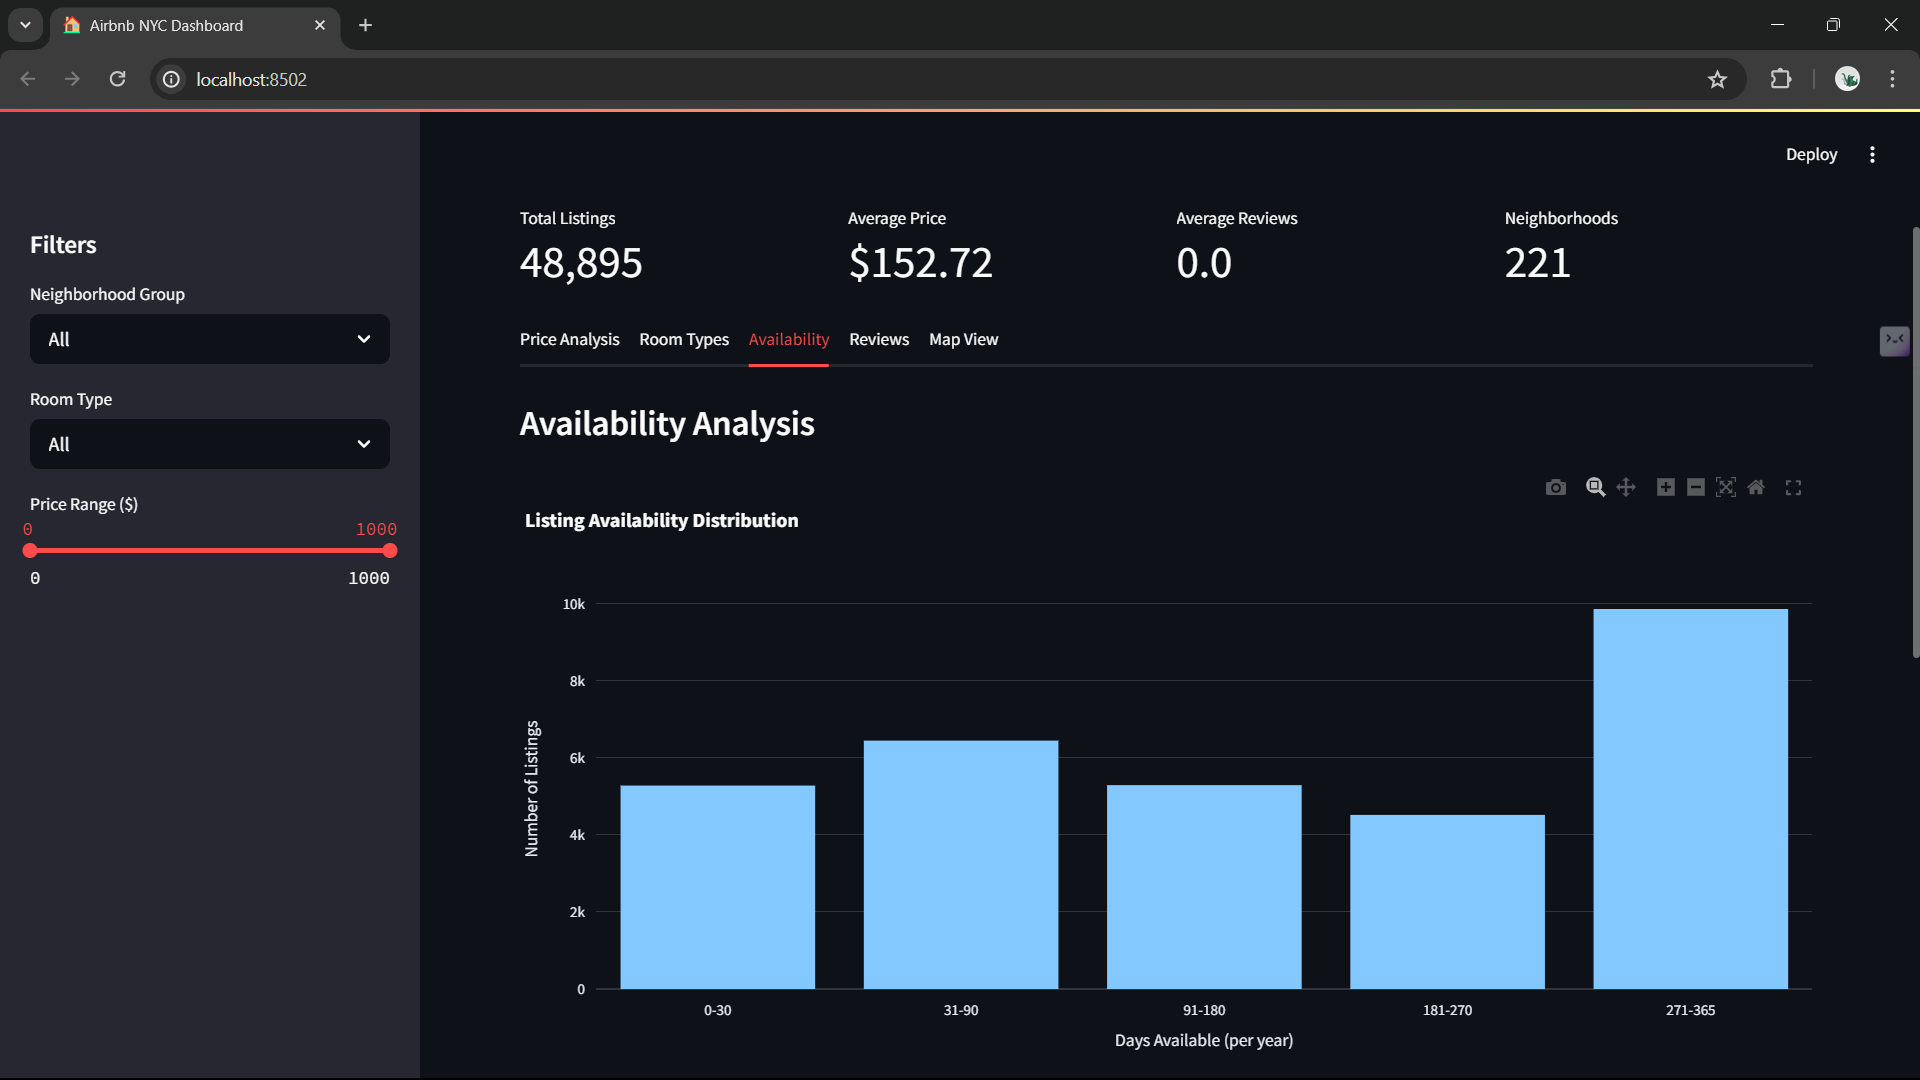 Airbnb NYC Dashboard
localhost:8502
Deploy
Filters
Neighborhood Group
All
Room Type
All
Price Range ($)
0 1000
0 1000
Total Listings
48,895
Average Price
$152.72
Average Reviews
0.0
Neighborhoods
221
Price Analysis Room Types Availability Reviews Map View
Availability Analysis
Listing Availability Distribution
Number of Listings
10k
8k
6k
4k
2k
0
0-30 31-90 91-180 181-270 271-365
Days Available (per year)